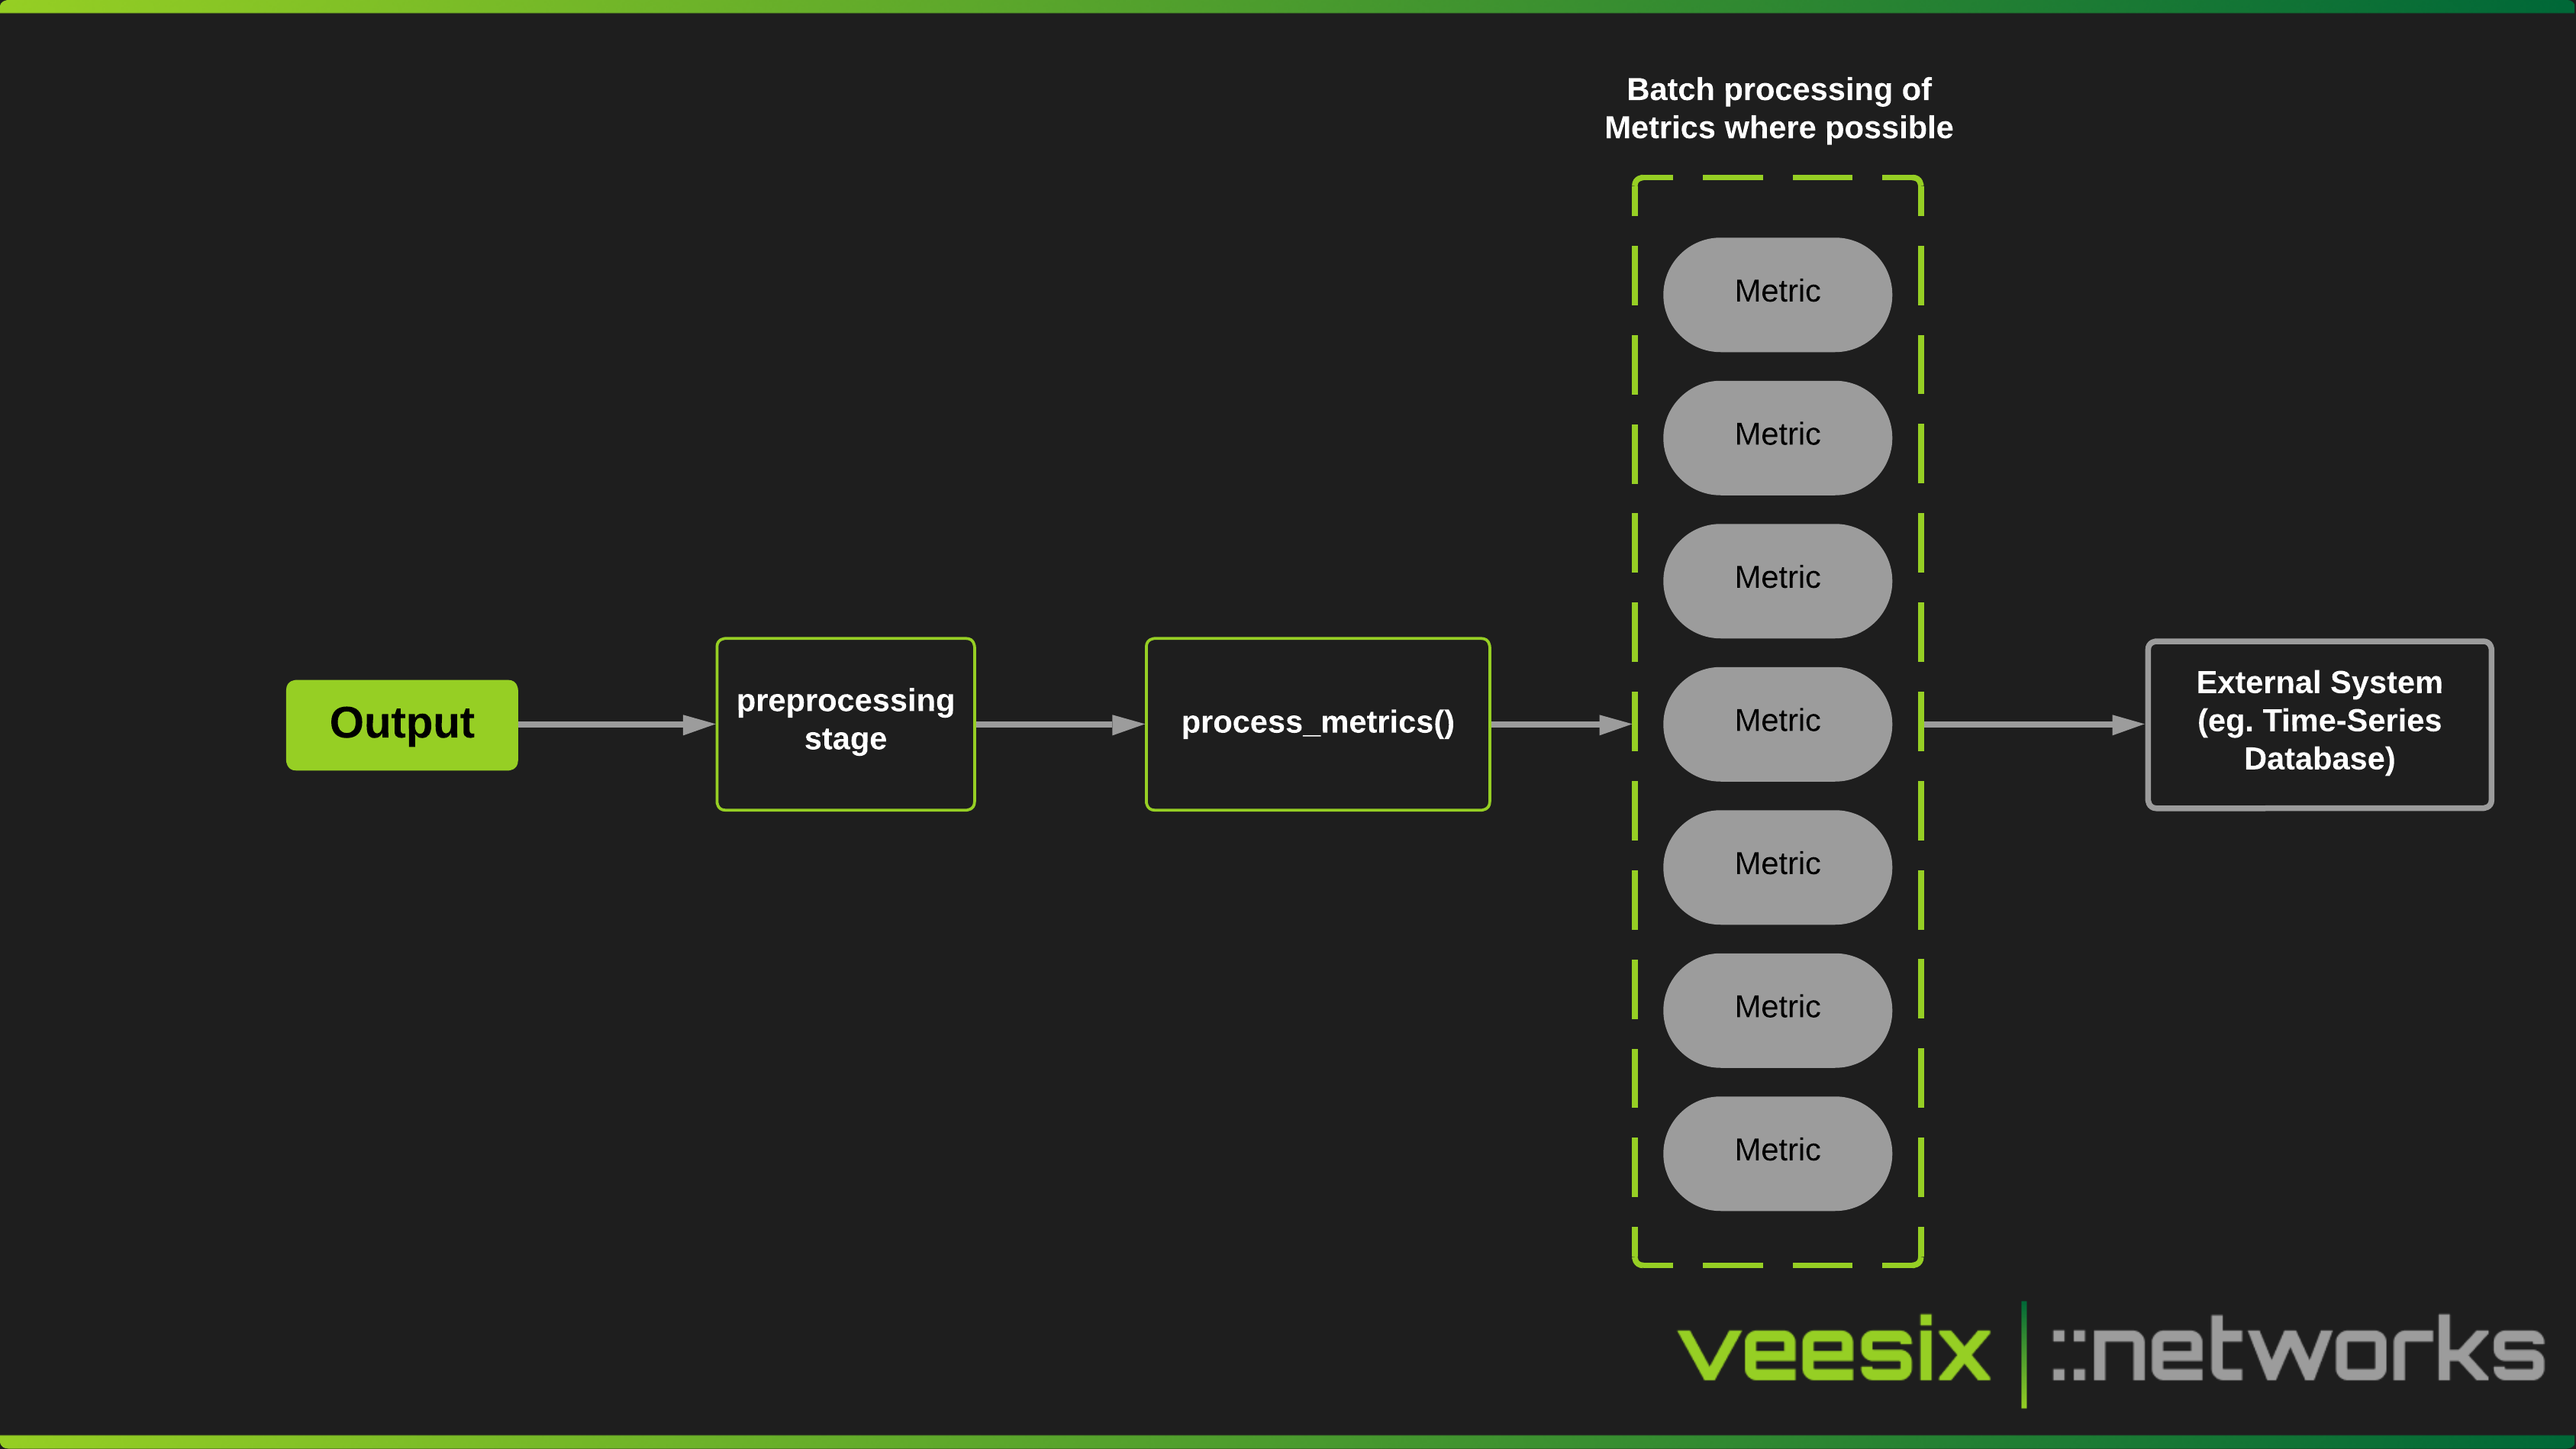 Batch processing of
Metrics where possible
Metric
Metric
Metric
Metric
Metric
Metric
Metric
Output
preprocessing
stage
process_metrics()
External System
(eg. Time-Series
Database)
veesix ::networks